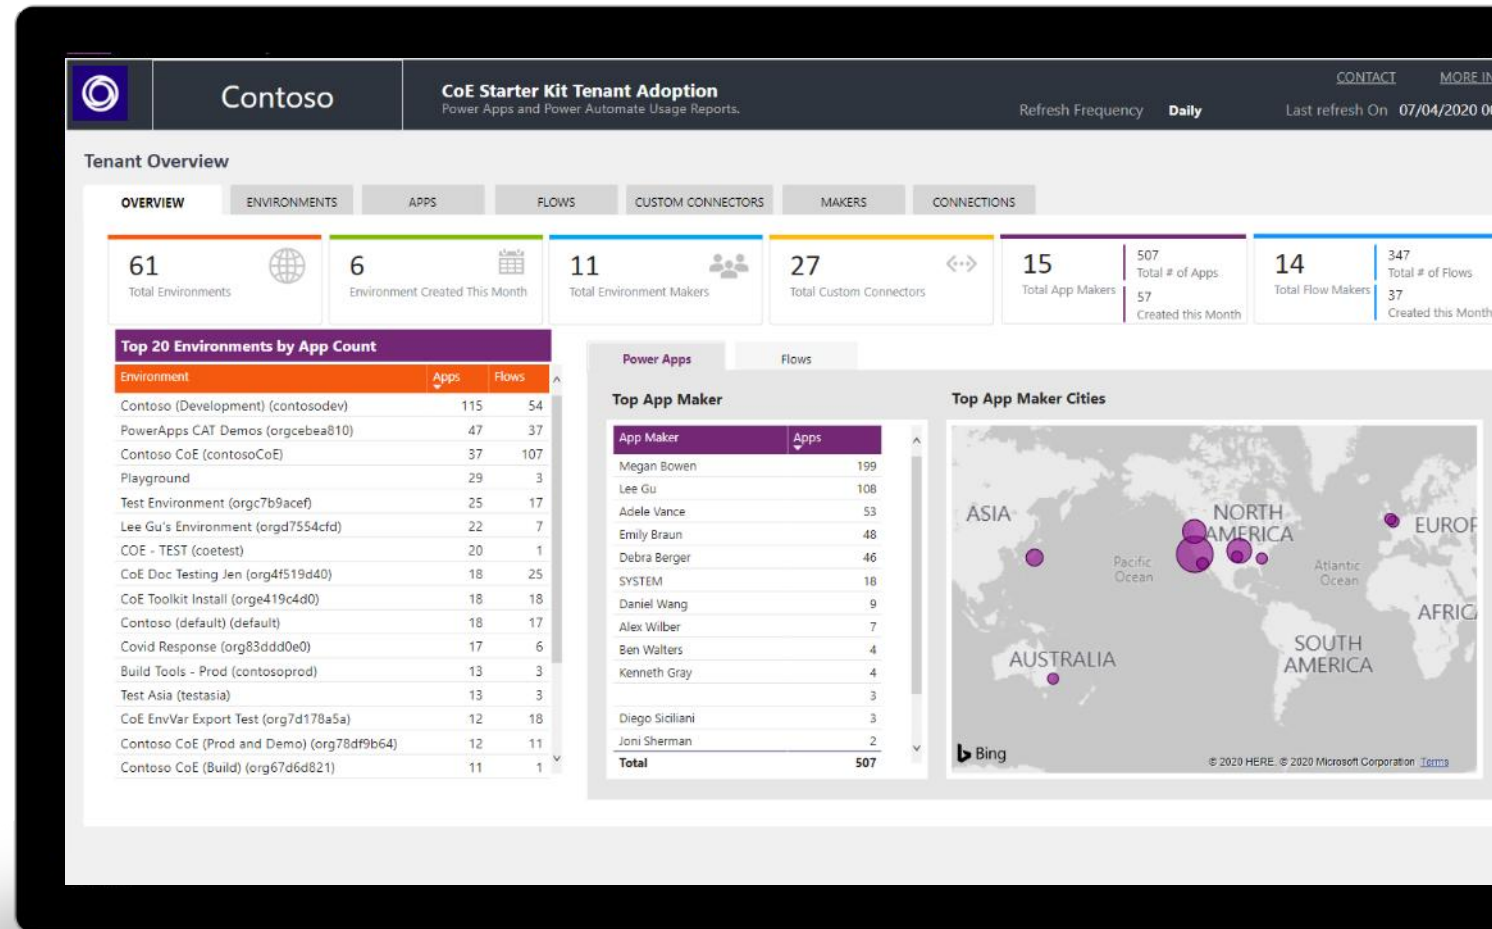 Contoso
CoE Starter Kit Tenant Adoption
Power Apps and Power Automate Usage Reports.
CONTACT MORE IN
Refresh Frequency Daily Last refresh On 07/04/2020 00
Tenant Overview
OVERVIEW ENVIRONMENTS APPS FLOWS CUSTOM CONNECTORS MAKERS CONNECTIONS
61
Total Environments
6
Environment Created This Month
11
Total Environment Makers
27
Total Custom Connectors
15
Total App Makers
507
Total # of Apps
57
Created this Month
14
Total Flow Makers
347
Total # of Flows
37
Created this Month
Top 20 Environments by App Count
Environment Apps Flows
Contoso (Development) (contosodev) 115 54
PowerApps CAT Demos (orgcebea810) 47 37
Contoso CoE (contosoCoE) 37 107
Playground 29 3
Test Environment (orgc7b9acef) 25 17
Lee Gu's Environment (orgd7554cfd) 22 7
COE - TEST (coetest) 20 1
CoE Doc Testing Jen (org4f519d40) 18 25
CoE Toolkit Install (orge419c4d0) 18 18
Contoso (default) (default) 18 17
Covid Response (org83ddd0e0) 17 6
Build Tools - Prod (contosoprod) 13 3
Test Asia (testasia) 13 3
CoE EnvVar Export Test (org7d178a5a) 12 18
Contoso CoE (Prod and Demo) (org78df9b64) 12 11
Contoso CoE (Build) (org67d6d821) 11 1
Power Apps Flows
Top App Maker
App Maker Apps
Megan Bowen 199
Lee Gu 108
Adele Vance 53
Emily Braun 48
Debra Berger 46
SYSTEM 18
Daniel Wang 9
Alex Wilber 7
Ben Walters 4
Kenneth Gray 4
3
Diego Siciliani 3
Joni Sherman 2
Total 507
Top App Maker Cities
ASIA
NORTH
AMERICA
EUROP
Pacific
Ocean
Atlantic
Ocean
AFRICA
SOUTH
AMERICA
AUSTRALIA
Bing
© 2020 HERE, © 2020 Microsoft Corporation Terms